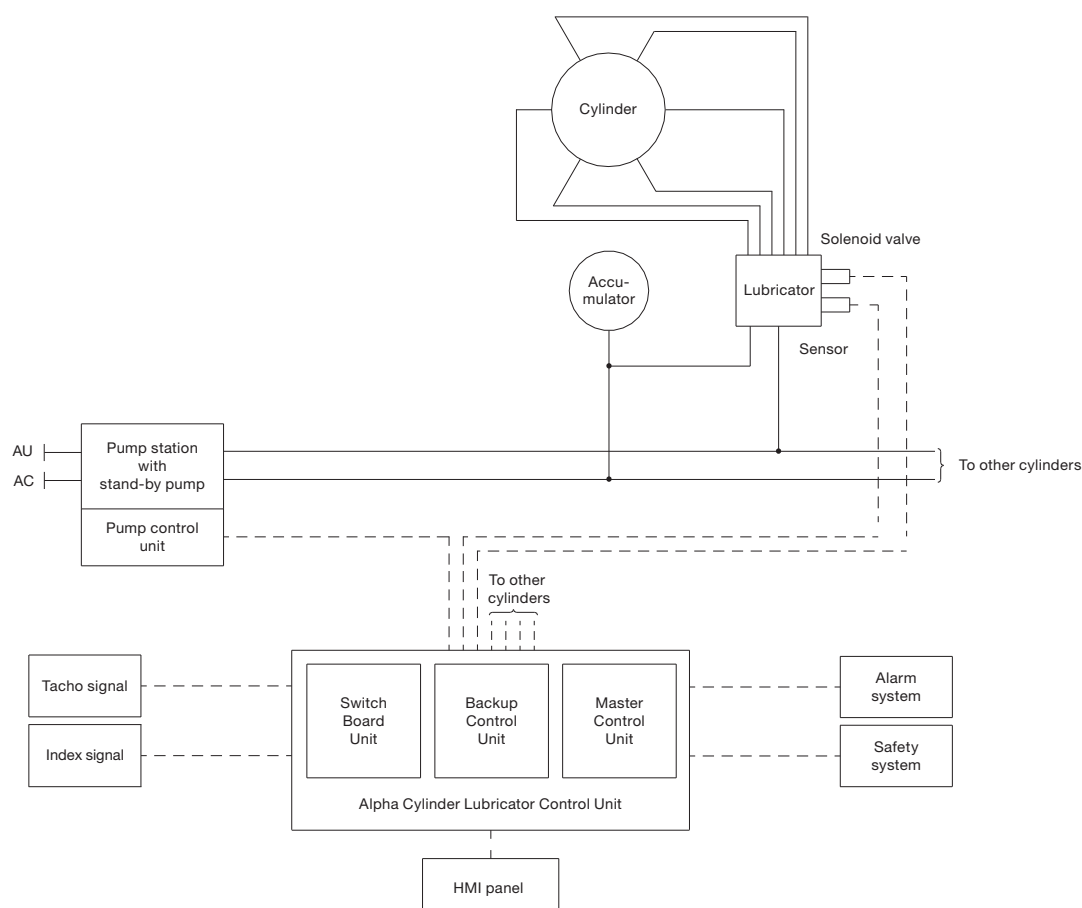 Cylinder
Solenoid valve
Accu-
mulator
Lubricator
Sensor
AU
AC
Pump station
with
stand-by pump
To other cylinders
Pump control
unit
To other
cylinders
Tacho signal
Index signal
Switch
Board
Unit
Backup
Control
Unit
Master
Control
Unit
Alarm
system
Safety
system
Alpha Cylinder Lubricator Control Unit
HMI panel